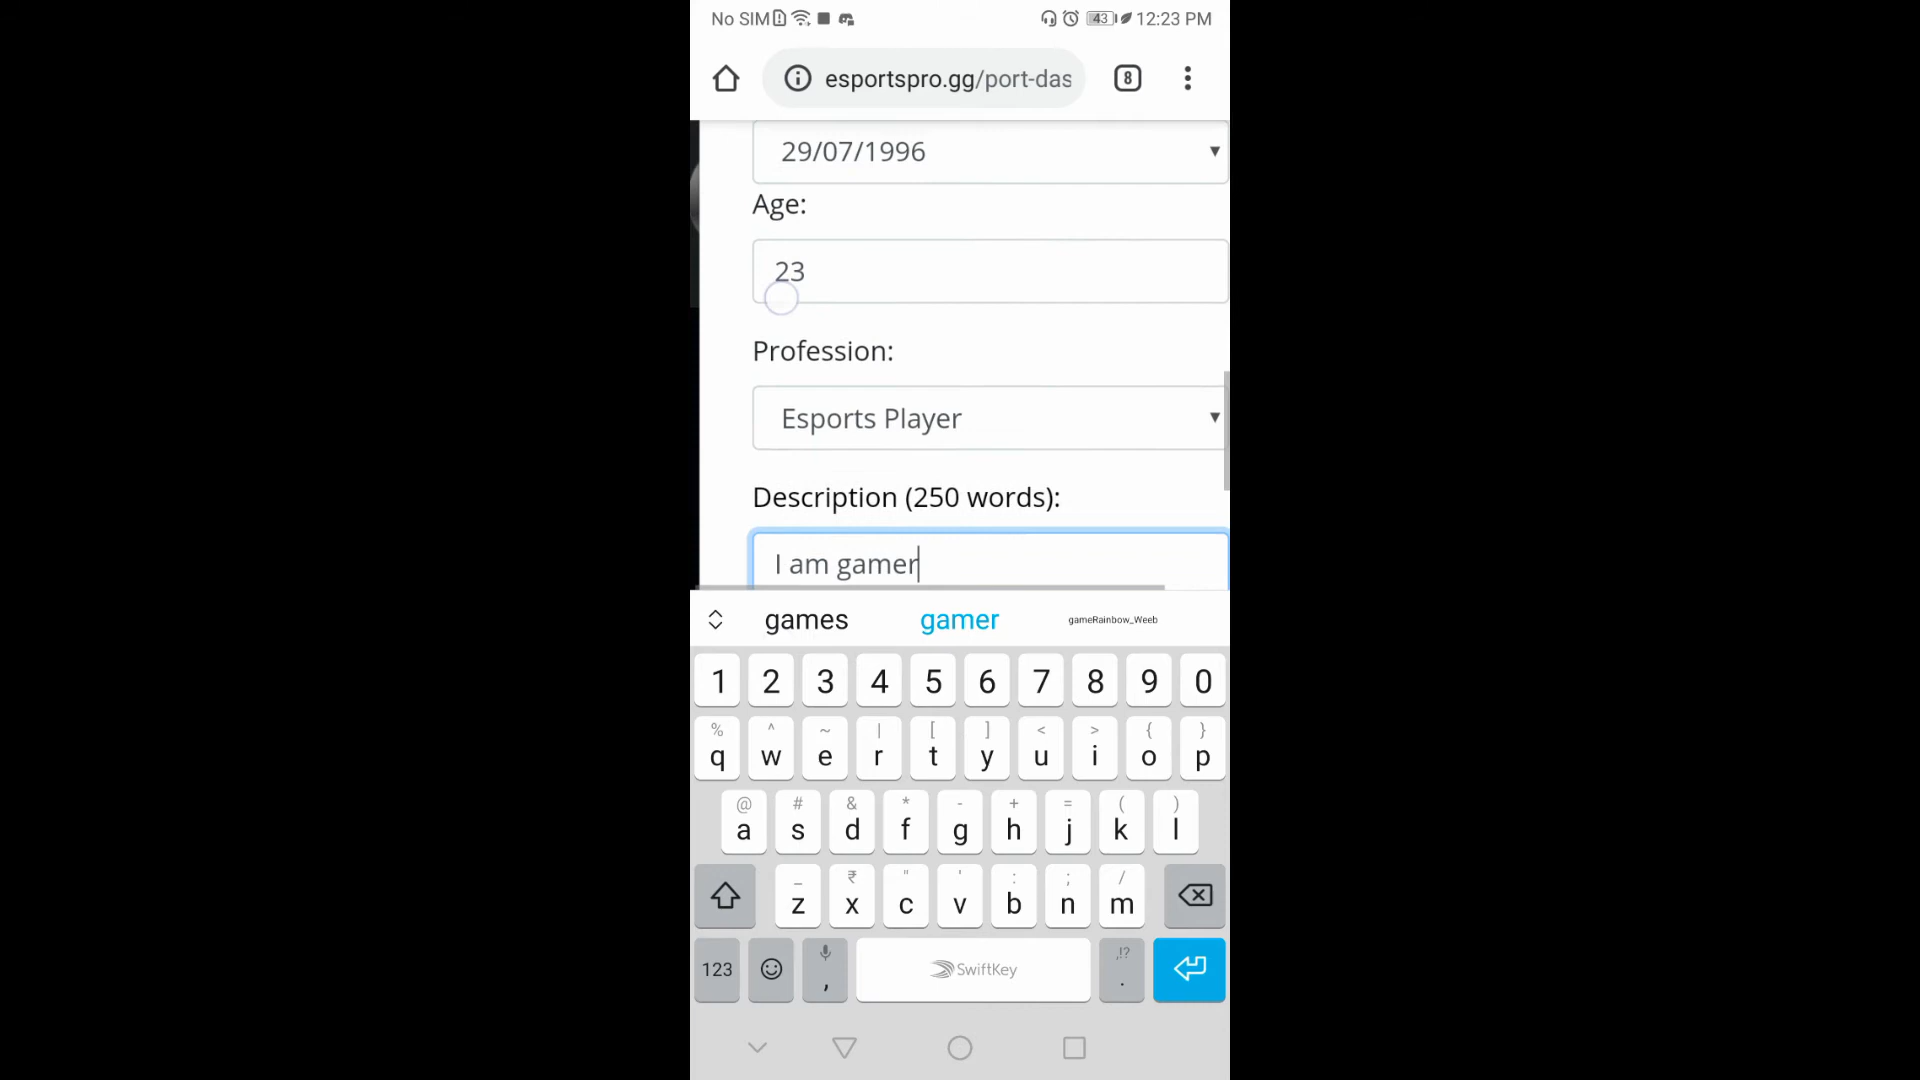 No SIM 43 12:23 PM
esportspro.gg/port-das 8
29/07/1996
Age:
23
Profession:
Esports Player
Description (250 words):
I am gamer
games gamer gameRainbow_Weeb
1 2 3 4 5 6 7 8 9 0
% ^ ~ | [ ] < > { }
q w e r t y u i o p
@ # & * - + = ( )
a s d f g h j k l
_ ₹ " ' : ; /
z x c v b n m
,!?
123 , SwiftKey .